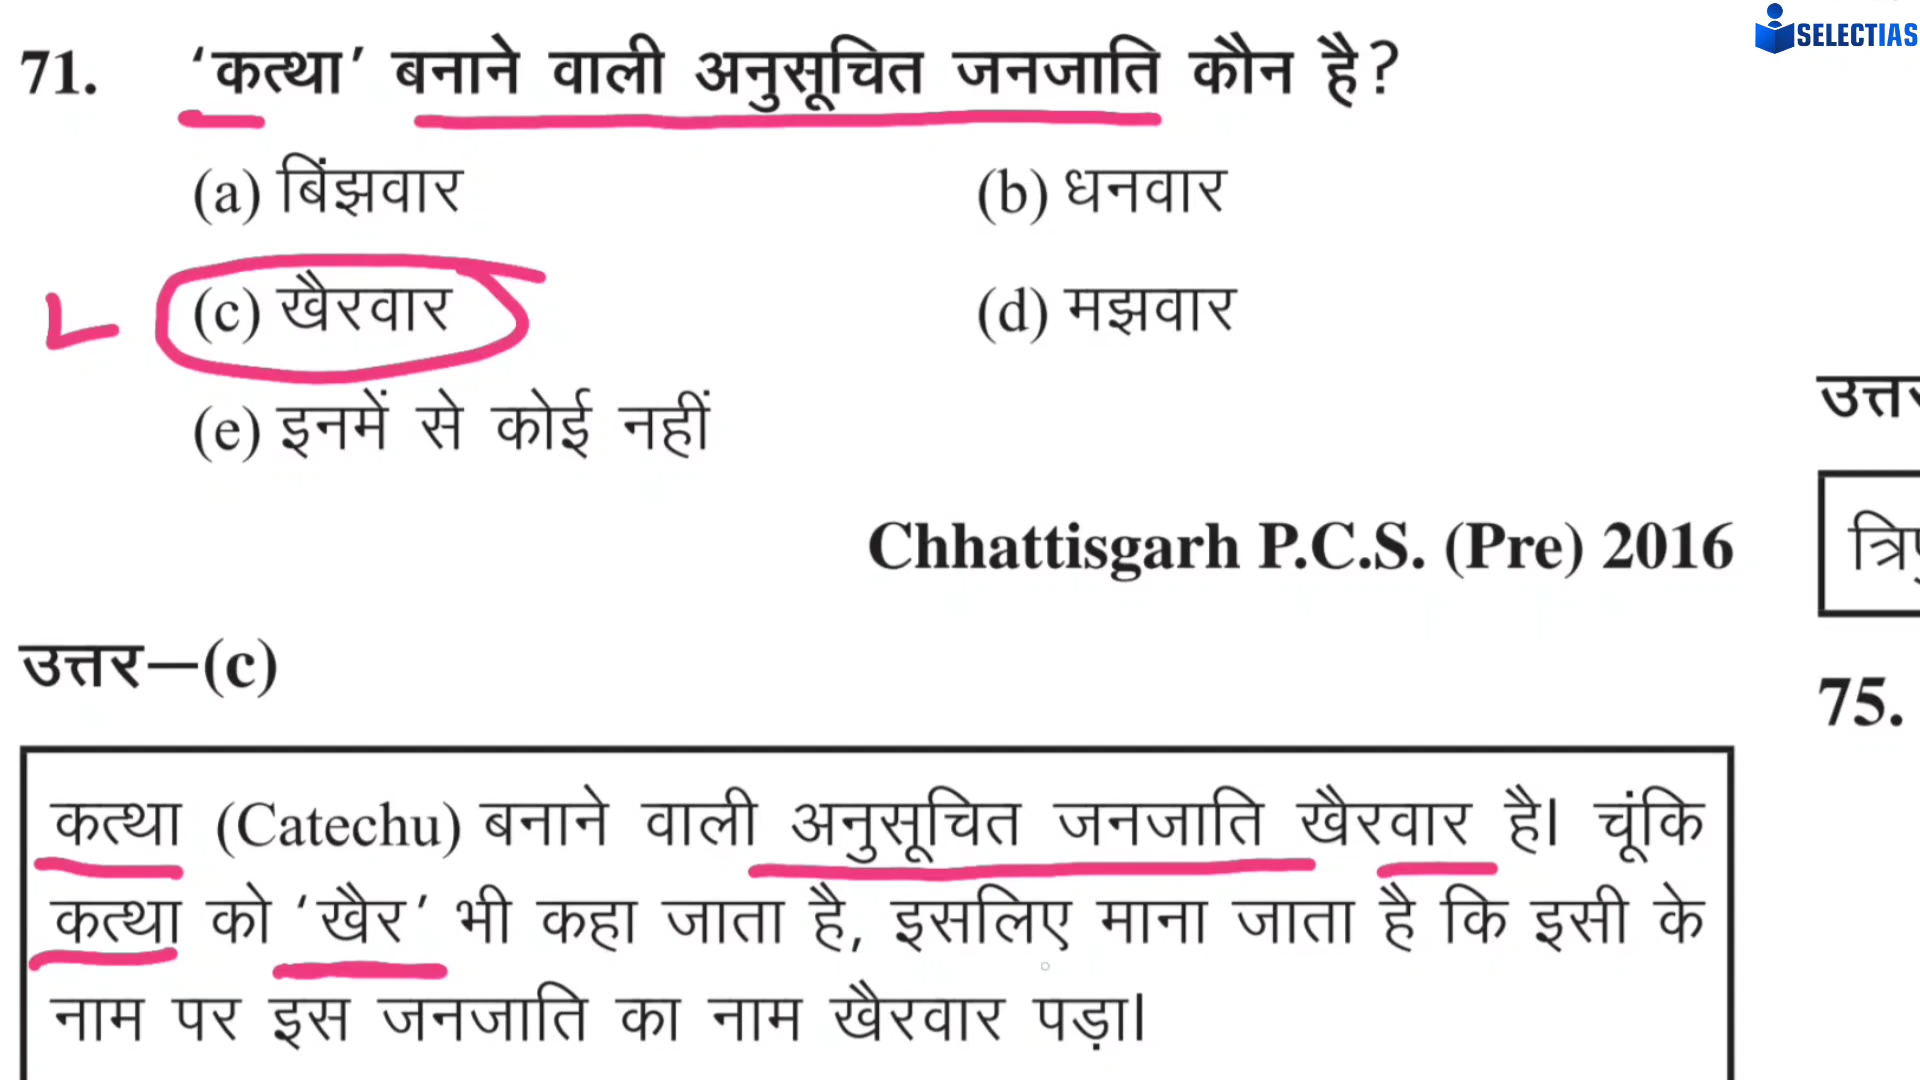 SELECTIAS
71. ‘कत्था’ बनाने वाली अनुसूचित जनजाति कौन है?
(a) बिंझवार (b) धनवार
(c) खैरवार (d) मझवार
(e) इनमें से कोई नहीं
Chhattisgarh P.C.S. (Pre) 2016
उत्तर—(c)
कत्था (Catechu) बनाने वाली अनुसूचित जनजाति खैरवार है। चूंकि
कत्था को ‘खैर’ भी कहा जाता है, इसलिए माना जाता है कि इसी के
नाम पर इस जनजाति का नाम खैरवार पड़ा।
75.